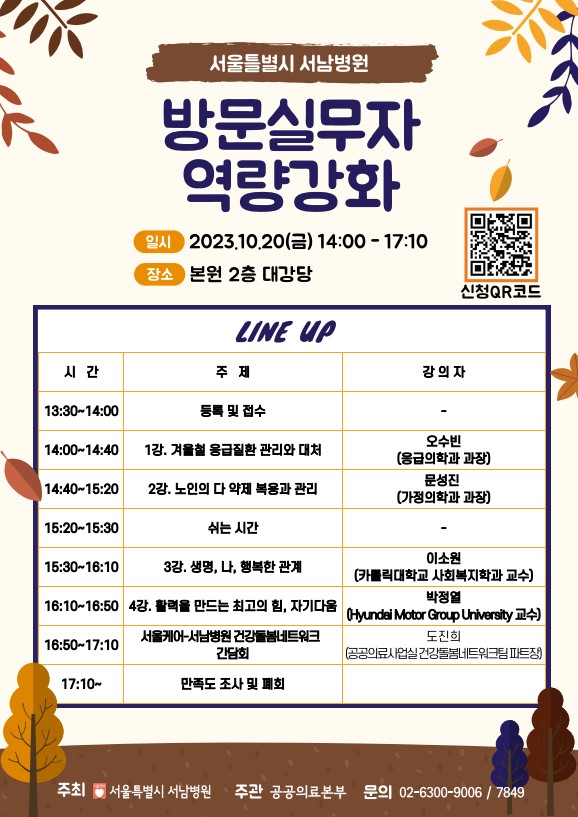 서울특별시 서남병원
방문실무자
역량강화
일시 2023.10.20(금) 14:00 - 17:10
장소 본원 2층 대강당
신청QR코드
LINE UP
시 간 주 제 강의자
13:30~14:00 등록 및 접수 -
14:00~14:40 1강. 겨울철 응급질환 관리와 대처 오수빈
(응급의학과 과장)
14:40~15:20 2강. 노인의 다 약제 복용과 관리 문성진
(가정의학과 과장)
15:20~15:30 쉬는 시간 -
15:30~16:10 3강. 생명, 나, 행복한 관계 이소원
(카톨릭대학교 사회복지학과 교수)
16:10~16:50 4강. 활력을 만드는 최고의 힘, 자기다움 박정열
(Hyundai Motor Group University 교수)
16:50~17:10 서울케어-서남병원 건강돌봄네트워크
간담회 도진희
(공공의료사업실 건강돌봄네트워크팀 파트장)
17:10~ 만족도 조사 및 폐회
주최 서울특별시 서남병원 주관 공공의료본부 문의 02-6300-9006 / 7849